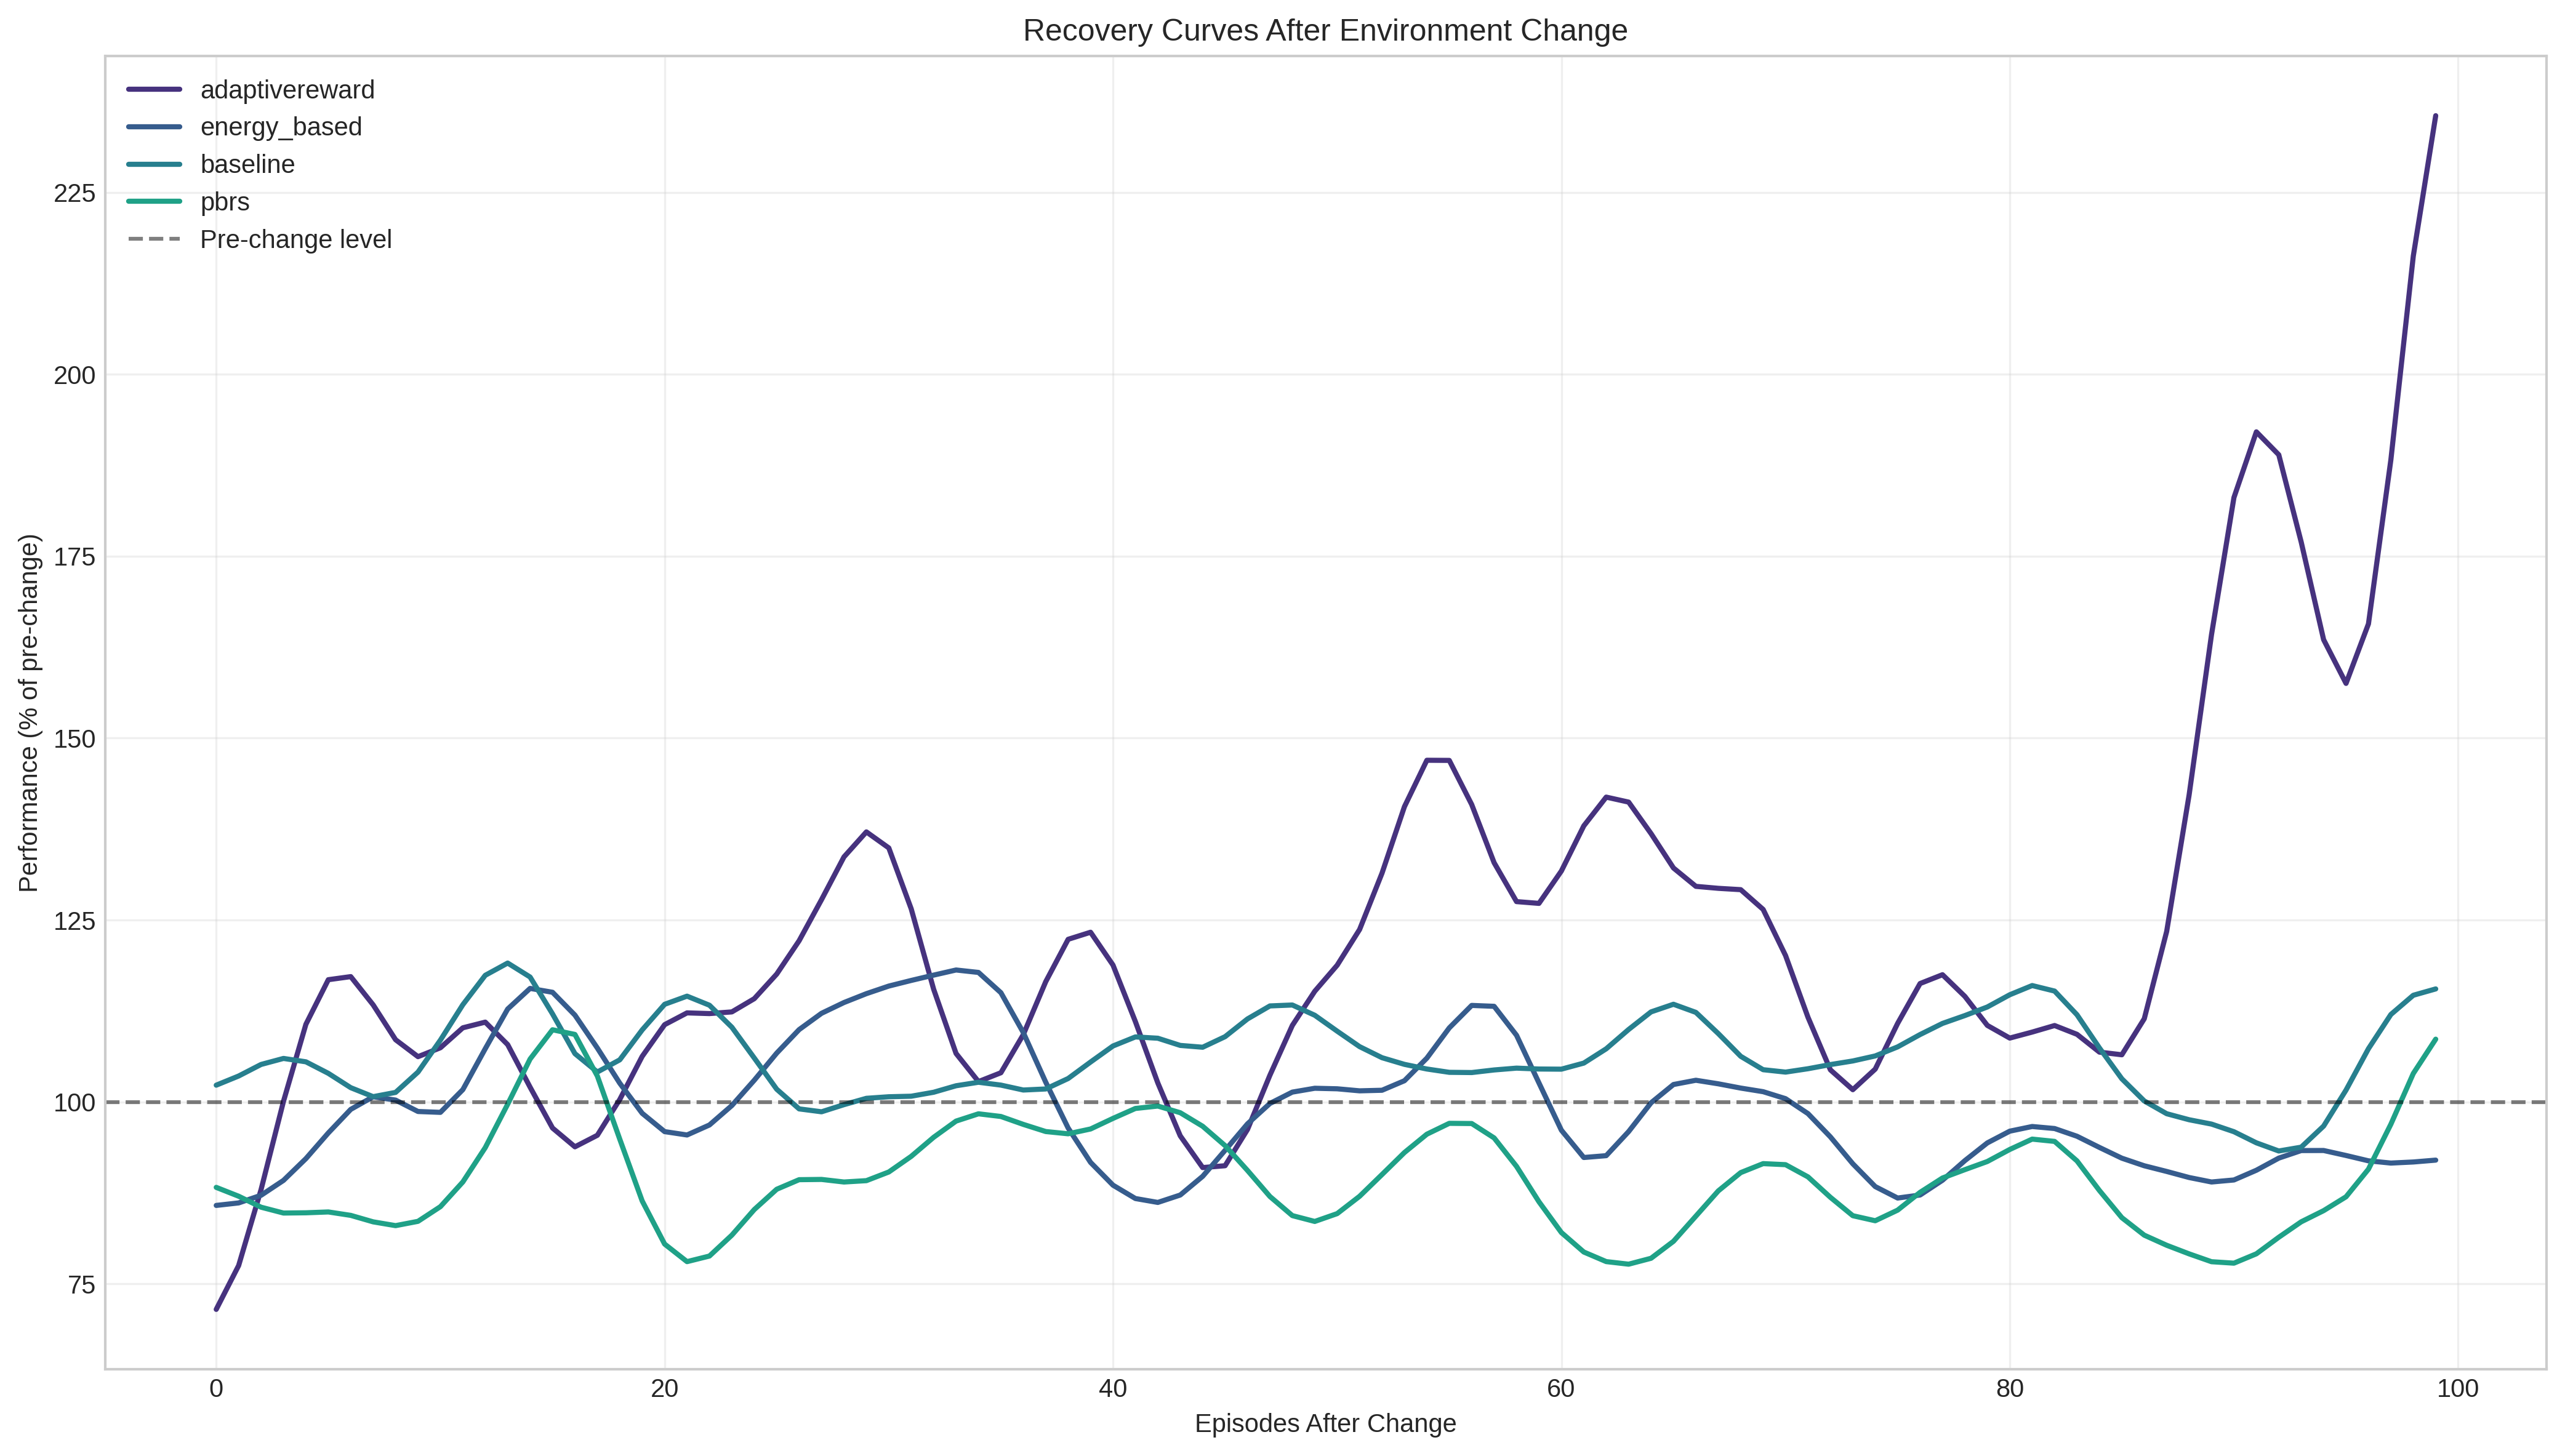 Recovery Curves After Environment Change
adaptivereward
energy_based
baseline
pbrs
Pre-change level
225
200
175
150
125
100
75
Performance (% of pre-change)
0 20 40 60 80 100
Episodes After Change